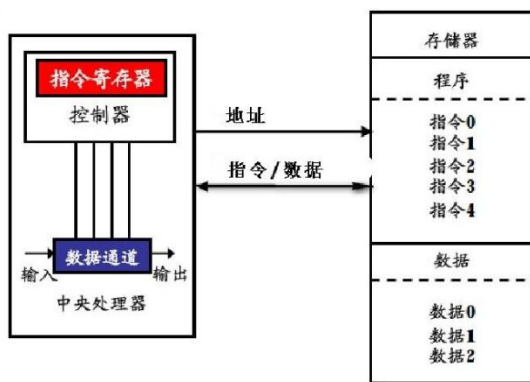 指令寄存器
控制器
数据通道
输入
输出
中央处理器
地址
指令/数据
存储器
程序
指令0
指令1
指令2
指令3
指令4
数据
数据0
数据1
数据2